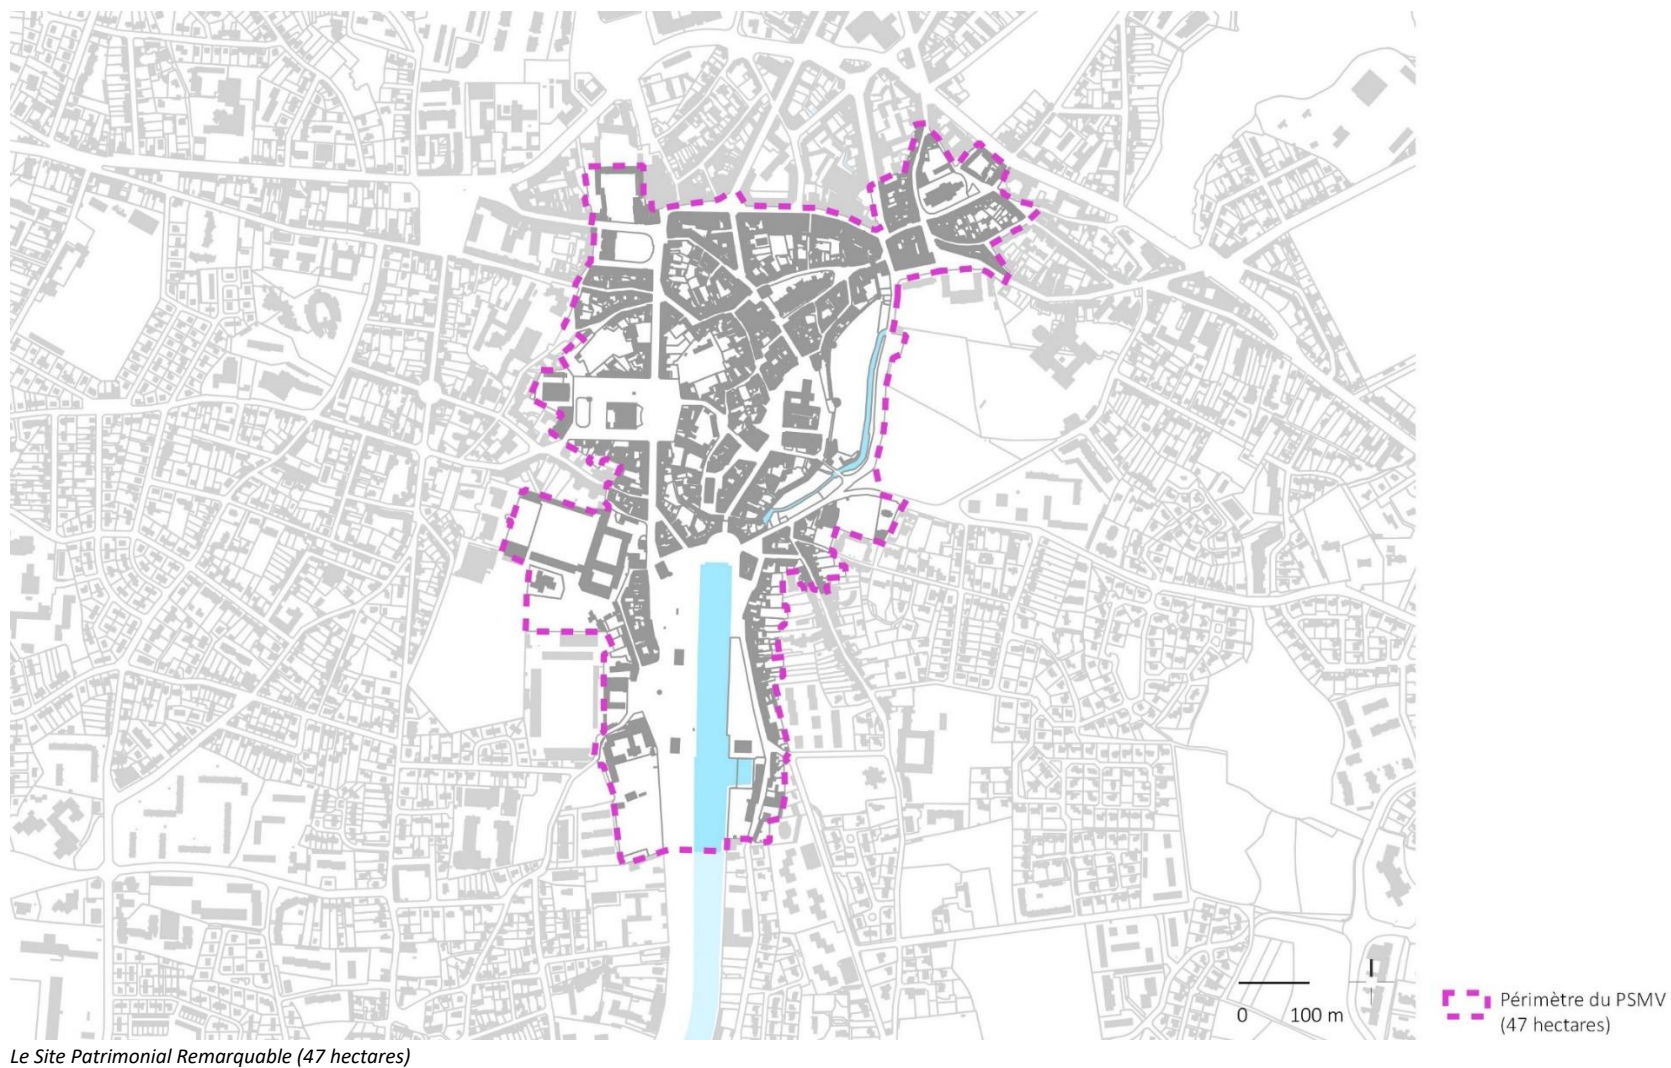 0 100 m
Périmètre du PSMV
(47 hectares)
Le Site Patrimonial Remarquable (47 hectares)